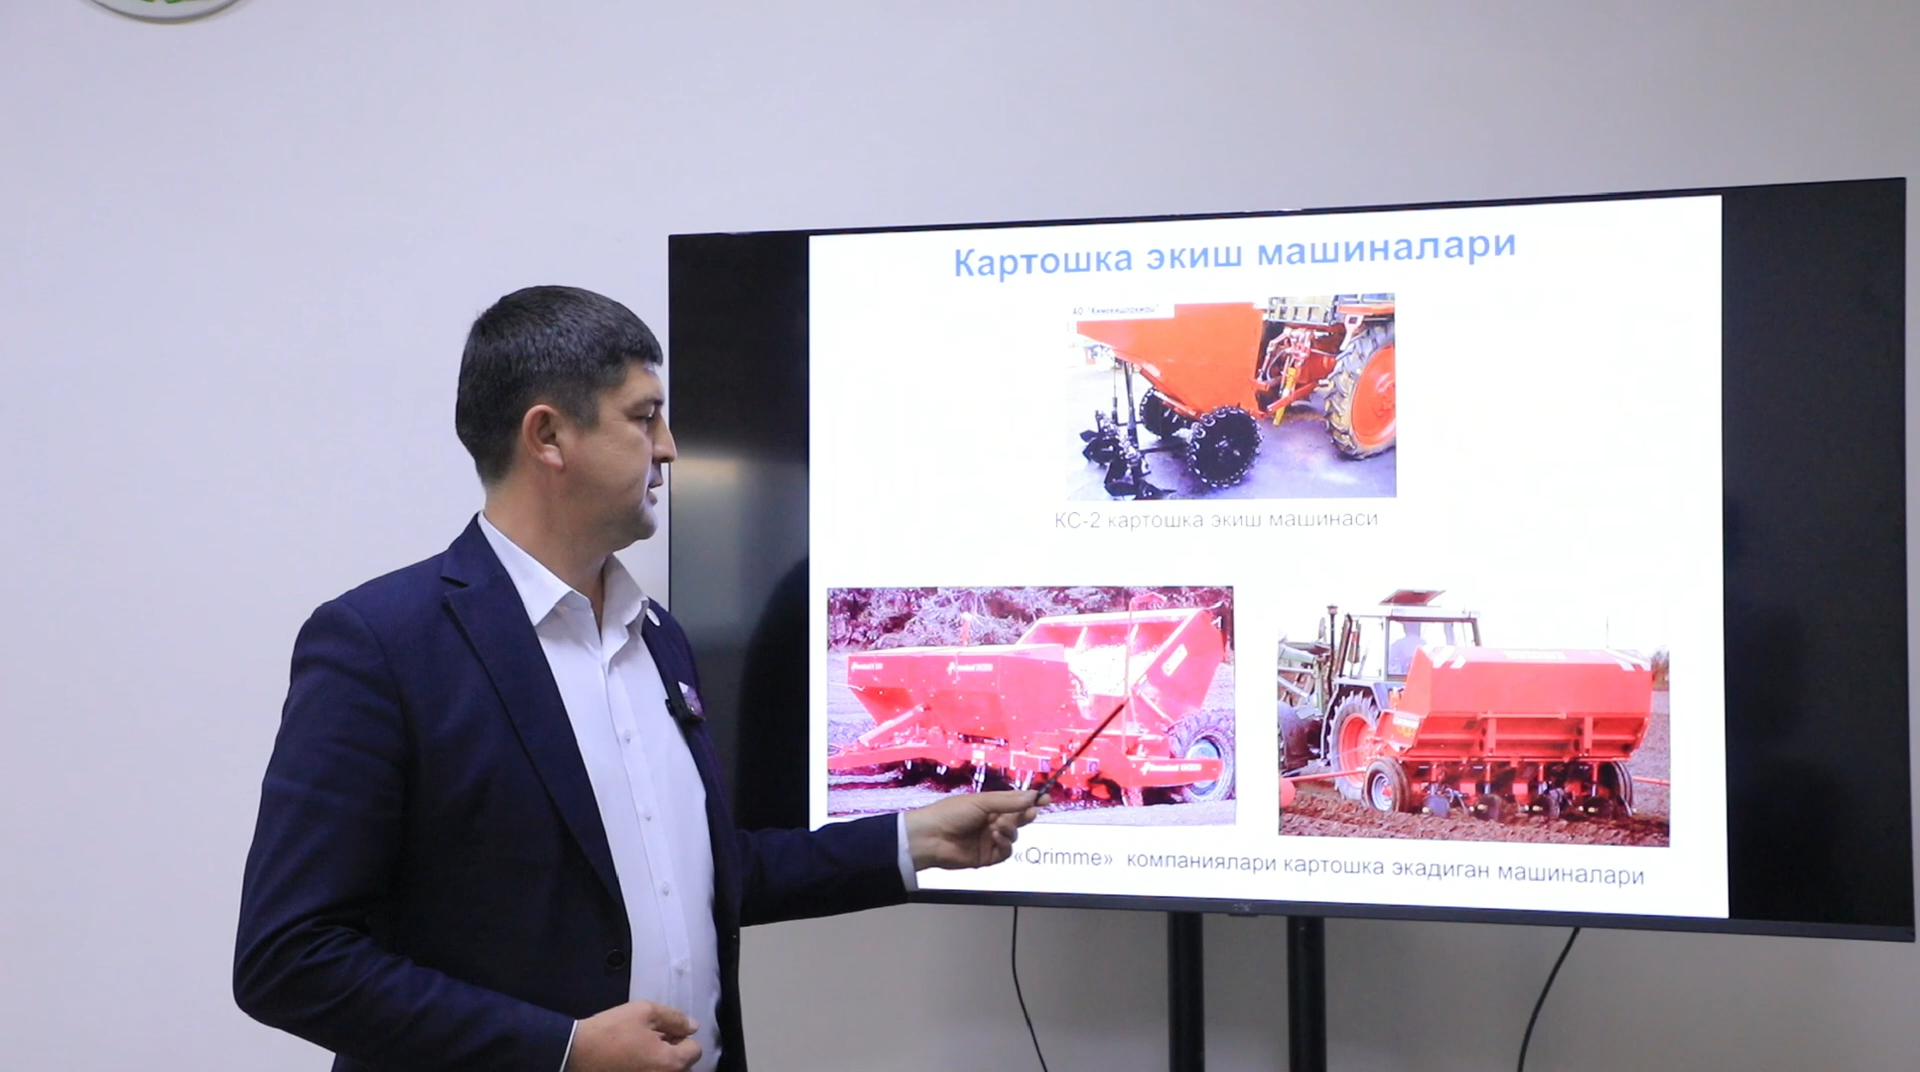 Картошка экиш машиналари
КС-2 картошка экиш машинаси
«Qrimme» компаниялари картошка экадиган машиналари